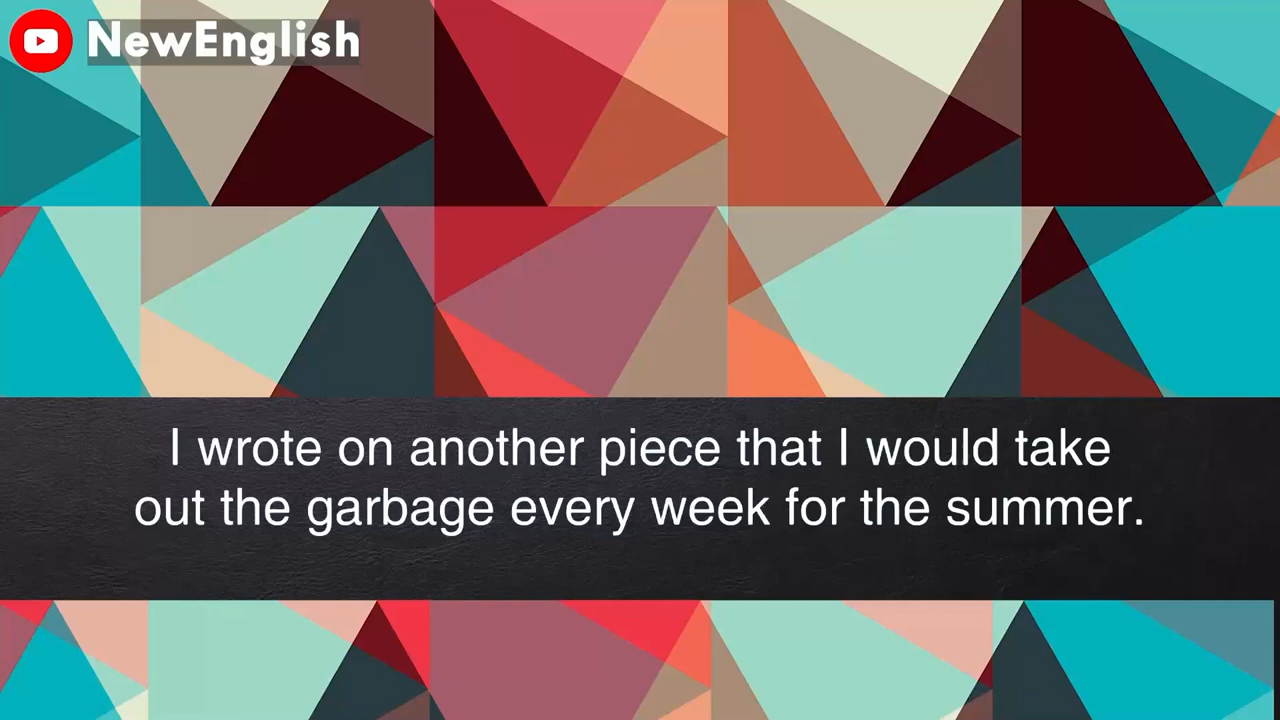 NewEnglish
I wrote on another piece that I would take
out the garbage every week for the summer.